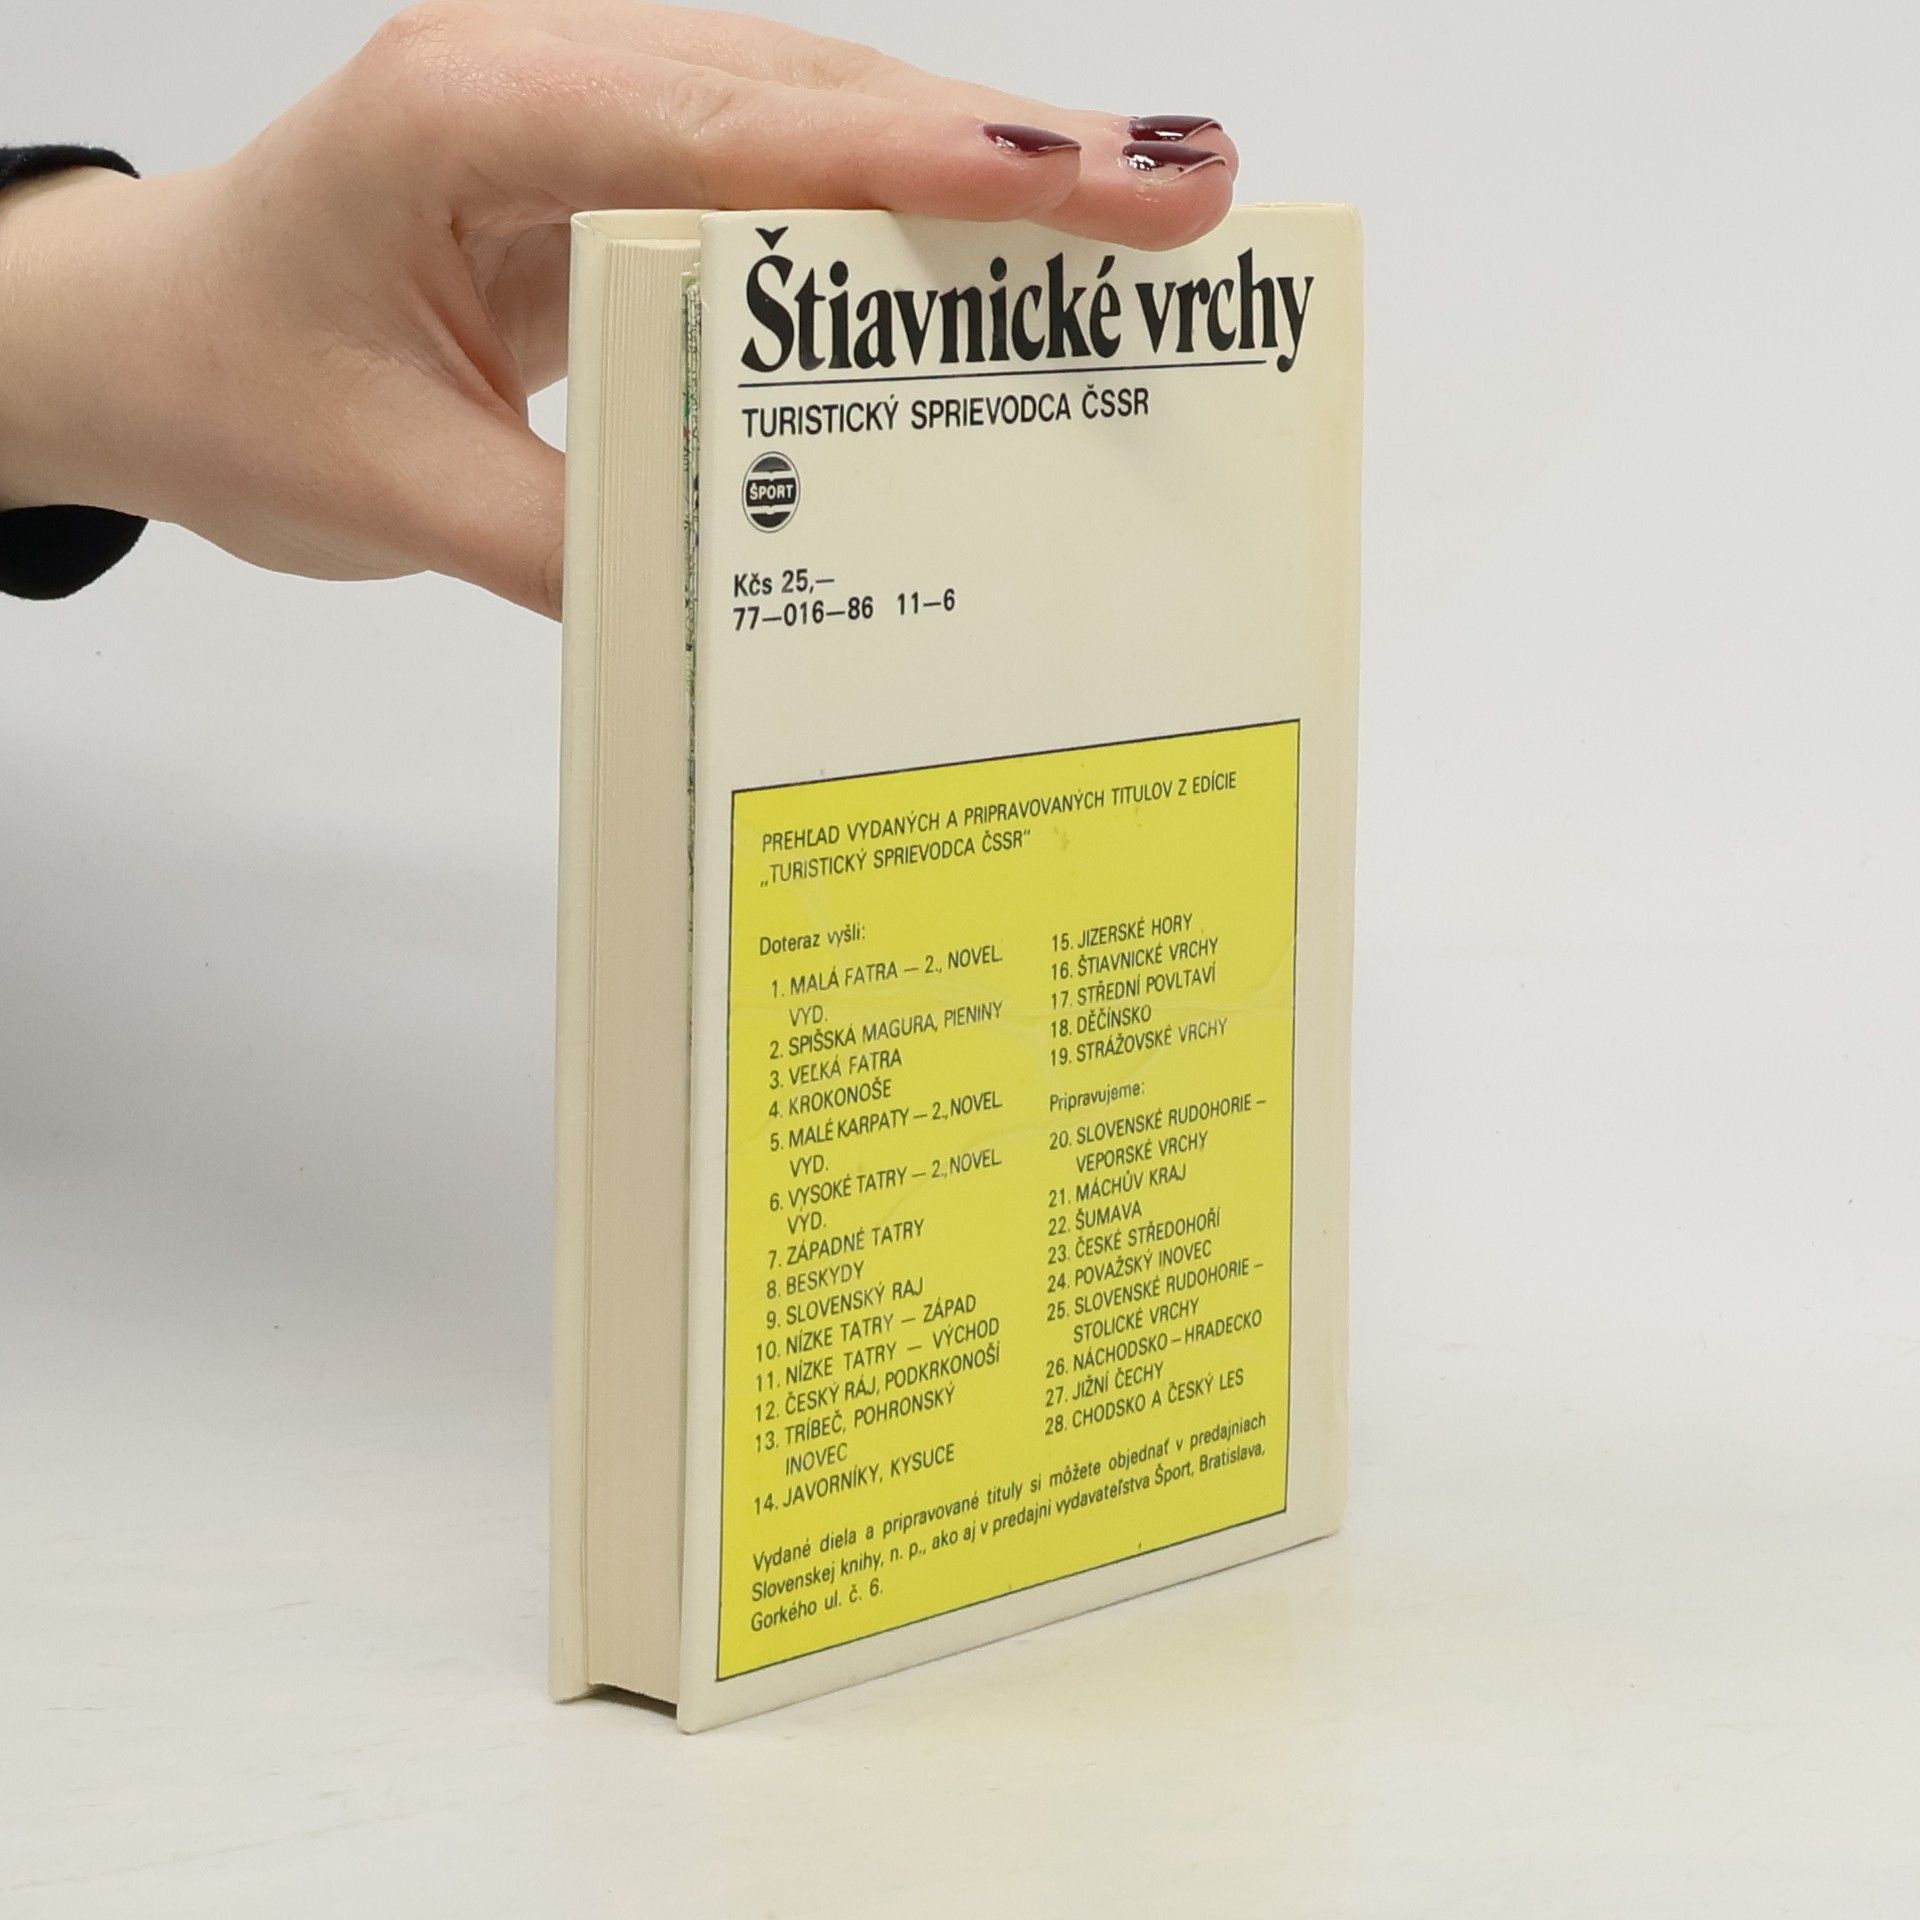 Štiavnické vrchy
TURISTICKÝ SPRIEVODCA ČSSR
ŠPORT
Kčs 25,—
77—016—86 11—6
PREHĽAD VYDANÝCH A PRIPRAVOVANÝCH TITULOV Z EDÍCIE
„TURISTICKÝ SPRIEVODCA ČSSR“
Doteraz vyšli:
1. MALÁ FATRA — 2., NOVEL.
VYD.
2. SPIŠSKÁ MAGURA, PIENINY
3. VEĽKÁ FATRA
4. KROKONOŠE
5. MALÉ KARPATY — 2., NOVEL.
VYD.
6. VYSOKÉ TATRY — 2., NOVEL.
VYD.
7. ZÁPADNÉ TATRY
8. BESKYDY
9. SLOVENSKÝ RAJ
10. NÍZKE TATRY — ZÁPAD
11. NÍZKE TATRY — VÝCHOD
12. ČESKÝ RÁJ, PODKRKONOŠÍ
13. TRÍBEČ, POHRONSKÝ
INOVEC
14. JAVORNÍKY, KYSUCE
15. JIZERSKÉ HORY
16. ŠTIAVNICKÉ VRCHY
17. STŘEDNÍ POVLTAVÍ
18. DĚČÍNSKO
19. STRÁŽOVSKÉ VRCHY
Pripravujeme:
20. SLOVENSKÉ RUDOHORIE –
VEPORSKÉ VRCHY
21. MÁCHŮV KRAJ
22. ŠUMAVA
23. ČESKÉ STŘEDOHOŘÍ
24. POVAŽSKÝ INOVEC
25. SLOVENSKÉ RUDOHORIE –
STOLICKÉ VRCHY
26. NÁCHODSKO – HRADECKO
27. JIŽNÍ ČECHY
28. CHODSKO A ČESKÝ LES
Vydané diela a pripravované tituly si môžete objednať v predajniach
Slovenskej knihy, n. p., ako aj v predajni vydavateľstva Šport, Bratislava,
Gorkého ul. č. 6.